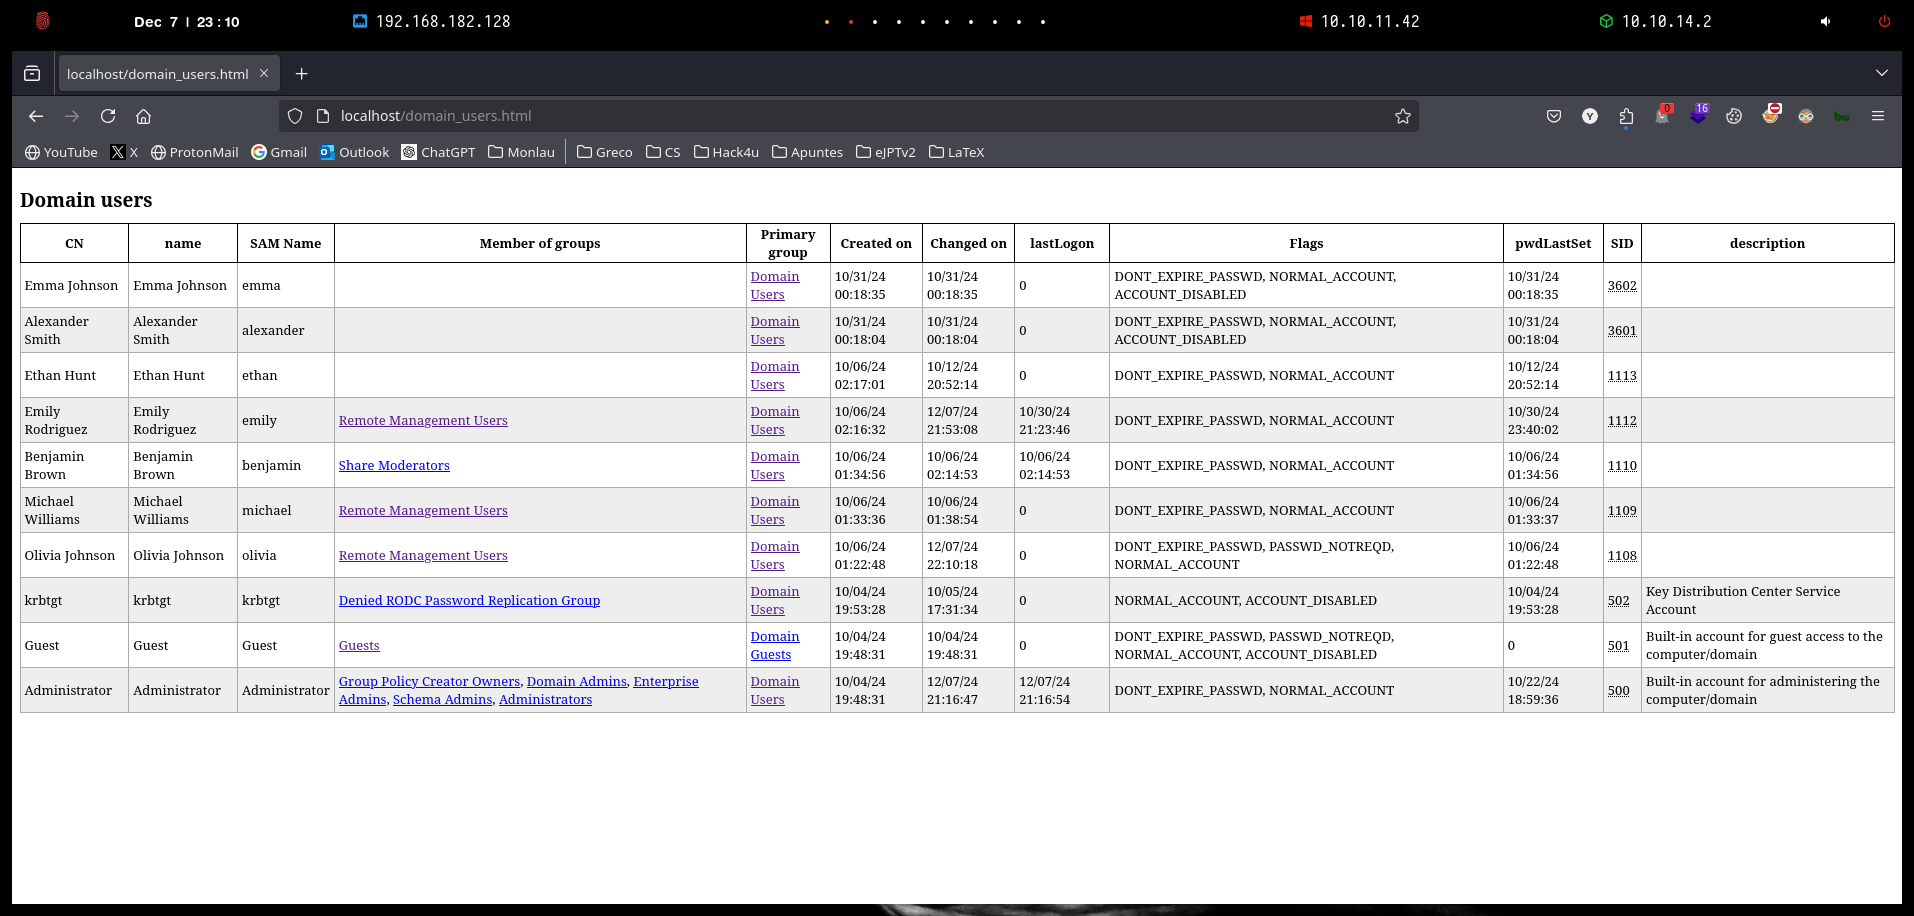 Dec 7 | 23:10 192.168.182.128 10.10.11.42 10.10.14.2
localhost/domain_users.html
localhost/domain_users.html
0 16
YouTube X ProtonMail Gmail Outlook ChatGPT Monlau Greco CS Hack4u Apuntes eJPTv2 LaTeX
Domain users
CN name SAM Name Member of groups Primary group Created on Changed on lastLogon Flags pwdLastSet SID description
Emma Johnson Emma Johnson emma Domain Users 10/31/24 00:18:35 10/31/24 00:18:35 0 DONT_EXPIRE_PASSWD, NORMAL_ACCOUNT, ACCOUNT_DISABLED 10/31/24 00:18:35 3602
Alexander Smith Alexander Smith alexander Domain Users 10/31/24 00:18:04 10/31/24 00:18:04 0 DONT_EXPIRE_PASSWD, NORMAL_ACCOUNT, ACCOUNT_DISABLED 10/31/24 00:18:04 3601
Ethan Hunt Ethan Hunt ethan Domain Users 10/06/24 02:17:01 10/12/24 20:52:14 0 DONT_EXPIRE_PASSWD, NORMAL_ACCOUNT 10/12/24 20:52:14 1113
Emily Rodriguez Emily Rodriguez emily Remote Management Users Domain Users 10/06/24 02:16:32 12/07/24 21:53:08 10/30/24 21:23:46 DONT_EXPIRE_PASSWD, NORMAL_ACCOUNT 10/30/24 23:40:02 1112
Benjamin Brown Benjamin Brown benjamin Share Moderators Domain Users 10/06/24 01:34:56 10/06/24 02:14:53 10/06/24 02:14:53 DONT_EXPIRE_PASSWD, NORMAL_ACCOUNT 10/06/24 01:34:56 1110
Michael Williams Michael Williams michael Remote Management Users Domain Users 10/06/24 01:33:36 10/06/24 01:38:54 0 DONT_EXPIRE_PASSWD, NORMAL_ACCOUNT 10/06/24 01:33:37 1109
Olivia Johnson Olivia Johnson olivia Remote Management Users Domain Users 10/06/24 01:22:48 12/07/24 22:10:18 0 DONT_EXPIRE_PASSWD, PASSWD_NOTREQD, NORMAL_ACCOUNT 10/06/24 01:22:48 1108
krbtgt krbtgt krbtgt Denied RODC Password Replication Group Domain Users 10/04/24 19:53:28 10/05/24 17:31:34 0 NORMAL_ACCOUNT, ACCOUNT_DISABLED 10/04/24 19:53:28 502 Key Distribution Center Service Account
Guest Guest Guest Guests Domain Guests 10/04/24 19:48:31 10/04/24 19:48:31 0 DONT_EXPIRE_PASSWD, PASSWD_NOTREQD, NORMAL_ACCOUNT, ACCOUNT_DISABLED 0 501 Built-in account for guest access to the computer/domain
Administrator Administrator Administrator Group Policy Creator Owners, Domain Admins, Enterprise Admins, Schema Admins, Administrators Domain Users 10/04/24 19:48:31 12/07/24 21:16:47 12/07/24 21:16:54 DONT_EXPIRE_PASSWD, NORMAL_ACCOUNT 10/22/24 18:59:36 500 Built-in account for administering the computer/domain